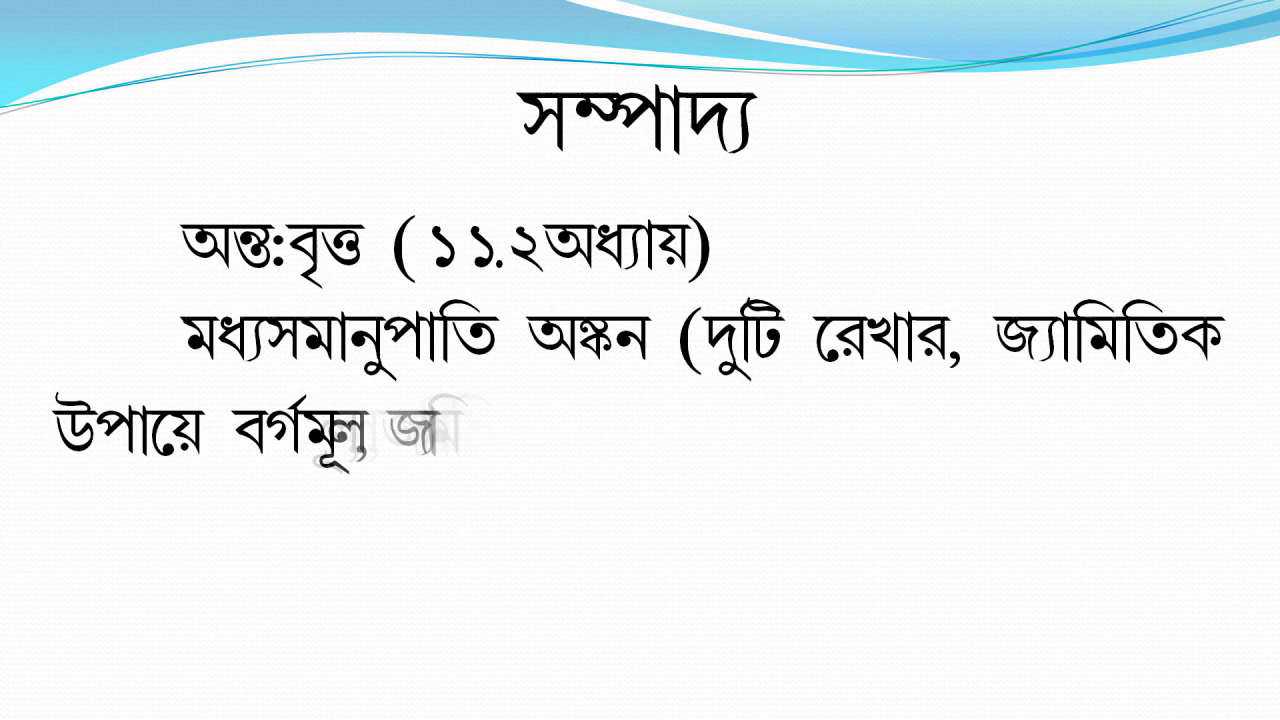 সম্পাদ্য
অন্ত:বৃত্ত (১১.২অধ্যায়)
মধ্যসমানুপাতি অঙ্কন (দুটি রেখার, জ্যামিতিক
উপায়ে বর্গমূল,